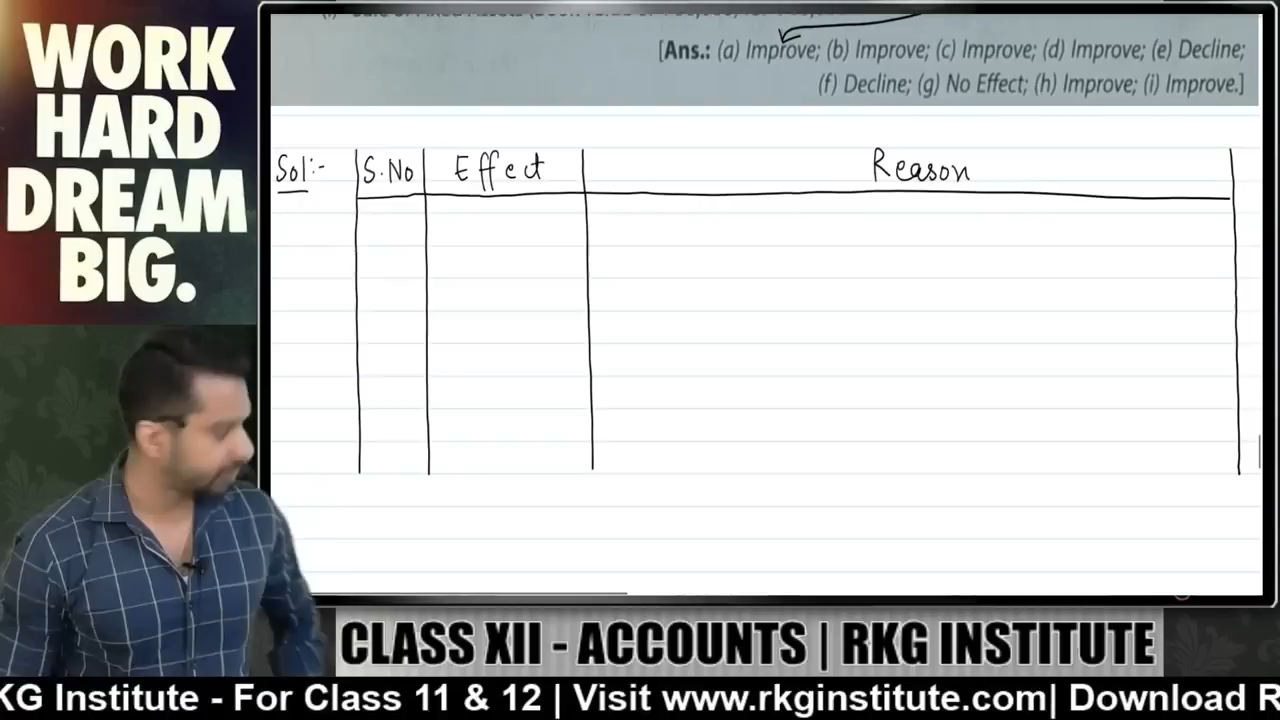 WORK
HARD
DREAM
BIG.
[Ans.: (a) Improve; (b) Improve; (c) Improve; (d) Improve; (e) Decline;
(f) Decline; (g) No Effect; (h) Improve; (i) Improve.]
Sol:- S.No Effect Reason
CLASS XII - ACCOUNTS | RKG INSTITUTE
KG Institute - For Class 11 & 12 | Visit www.rkginstitute.com| Download R